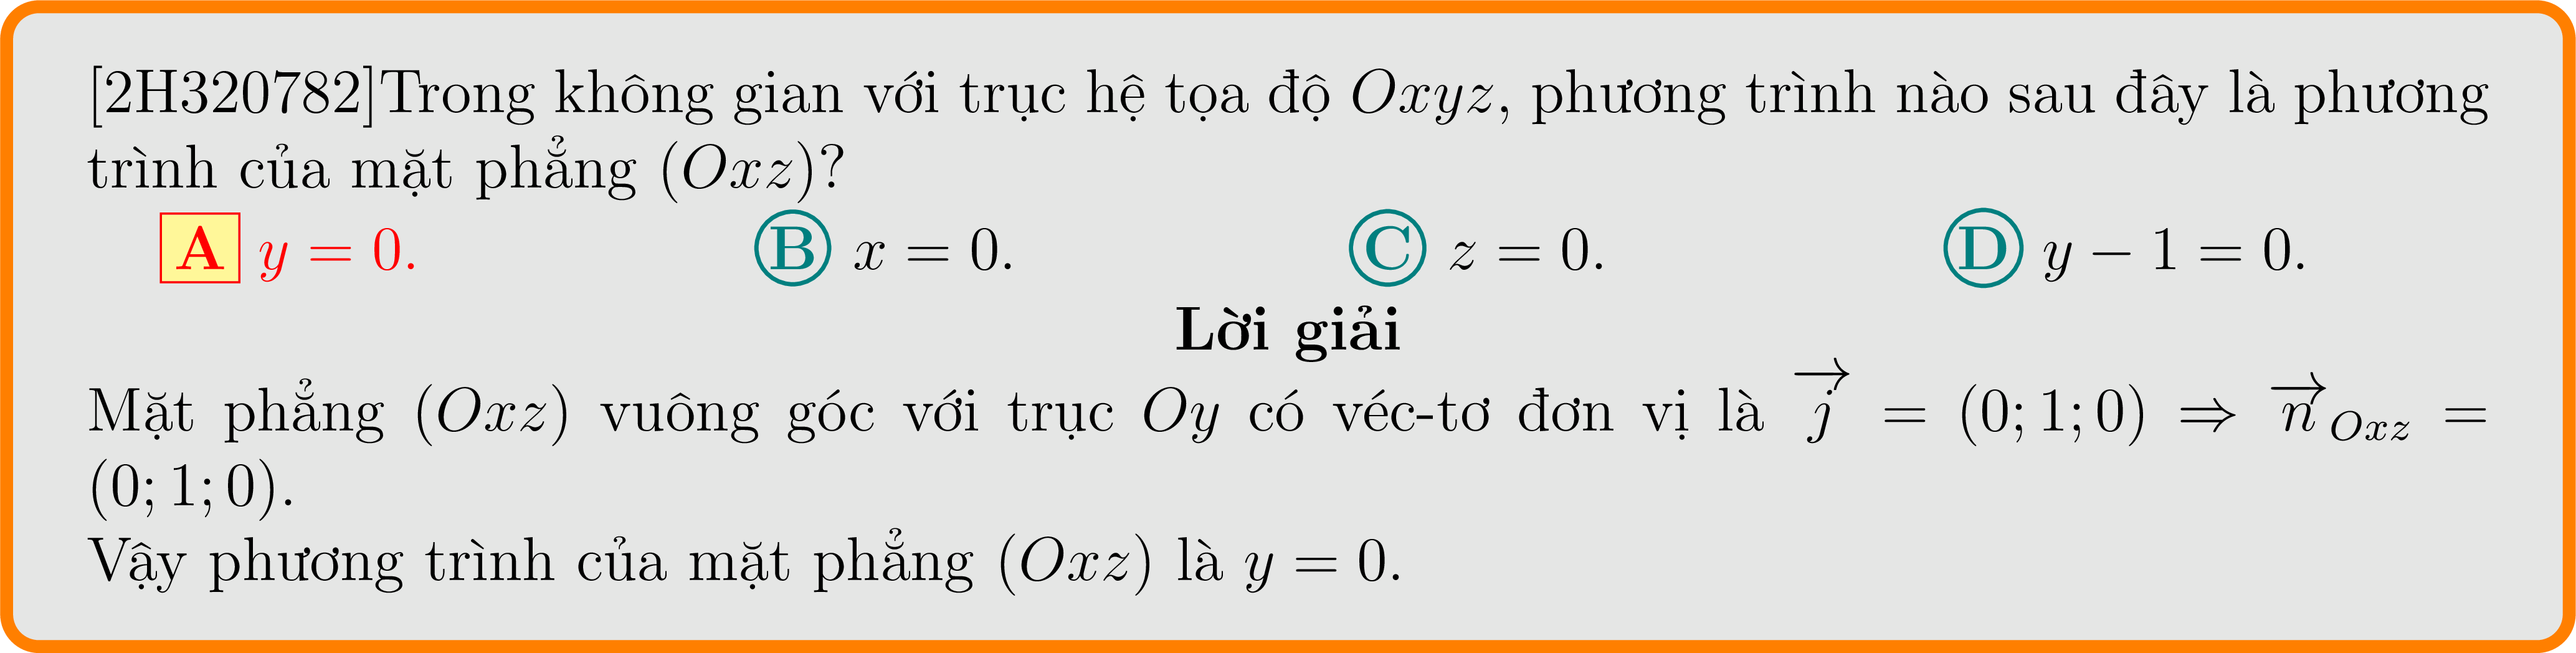 [2H320782]Trong không gian với trục hệ tọa độ Oxyz, phương trình nào sau đây là phương
trình của mặt phẳng (Oxz)?
A y = 0. B x = 0. C z = 0. D y − 1 = 0.
Lời giải
Mặt phẳng (Oxz) vuông góc với trục Oy có véc-tơ đơn vị là $\overrightarrow{j}$ = (0; 1; 0) ⇒ $\overrightarrow{n}_{Oxz}$ =
(0; 1; 0).
Vậy phương trình của mặt phẳng (Oxz) là y = 0.